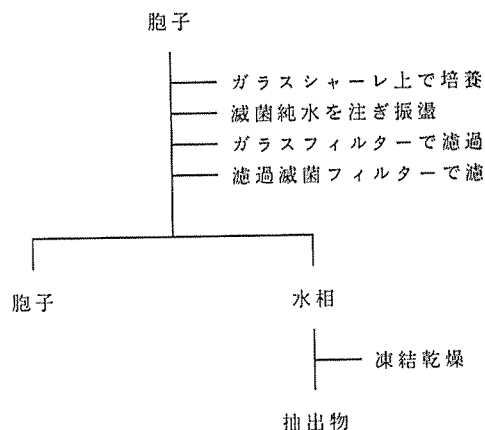 胞子
ガラスシャーレ上で培養
滅菌純水を注ぎ振盪
ガラスフィルターで濾過
濾過滅菌フィルターで濾
胞子
水相
凍結乾燥
抽出物